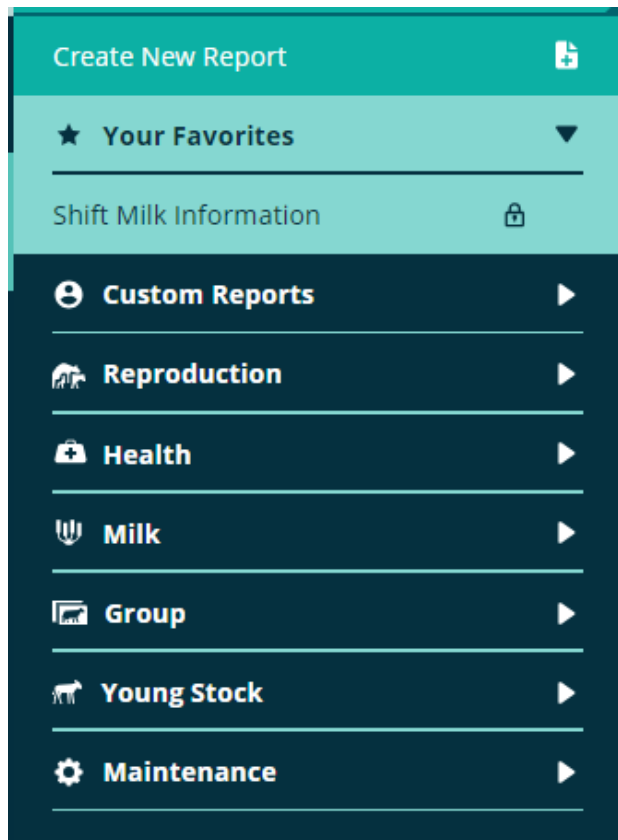 Create New Report
Your Favorites
Shift Milk Information
Custom Reports
Reproduction
Health
Milk
Group
Young Stock
Maintenance